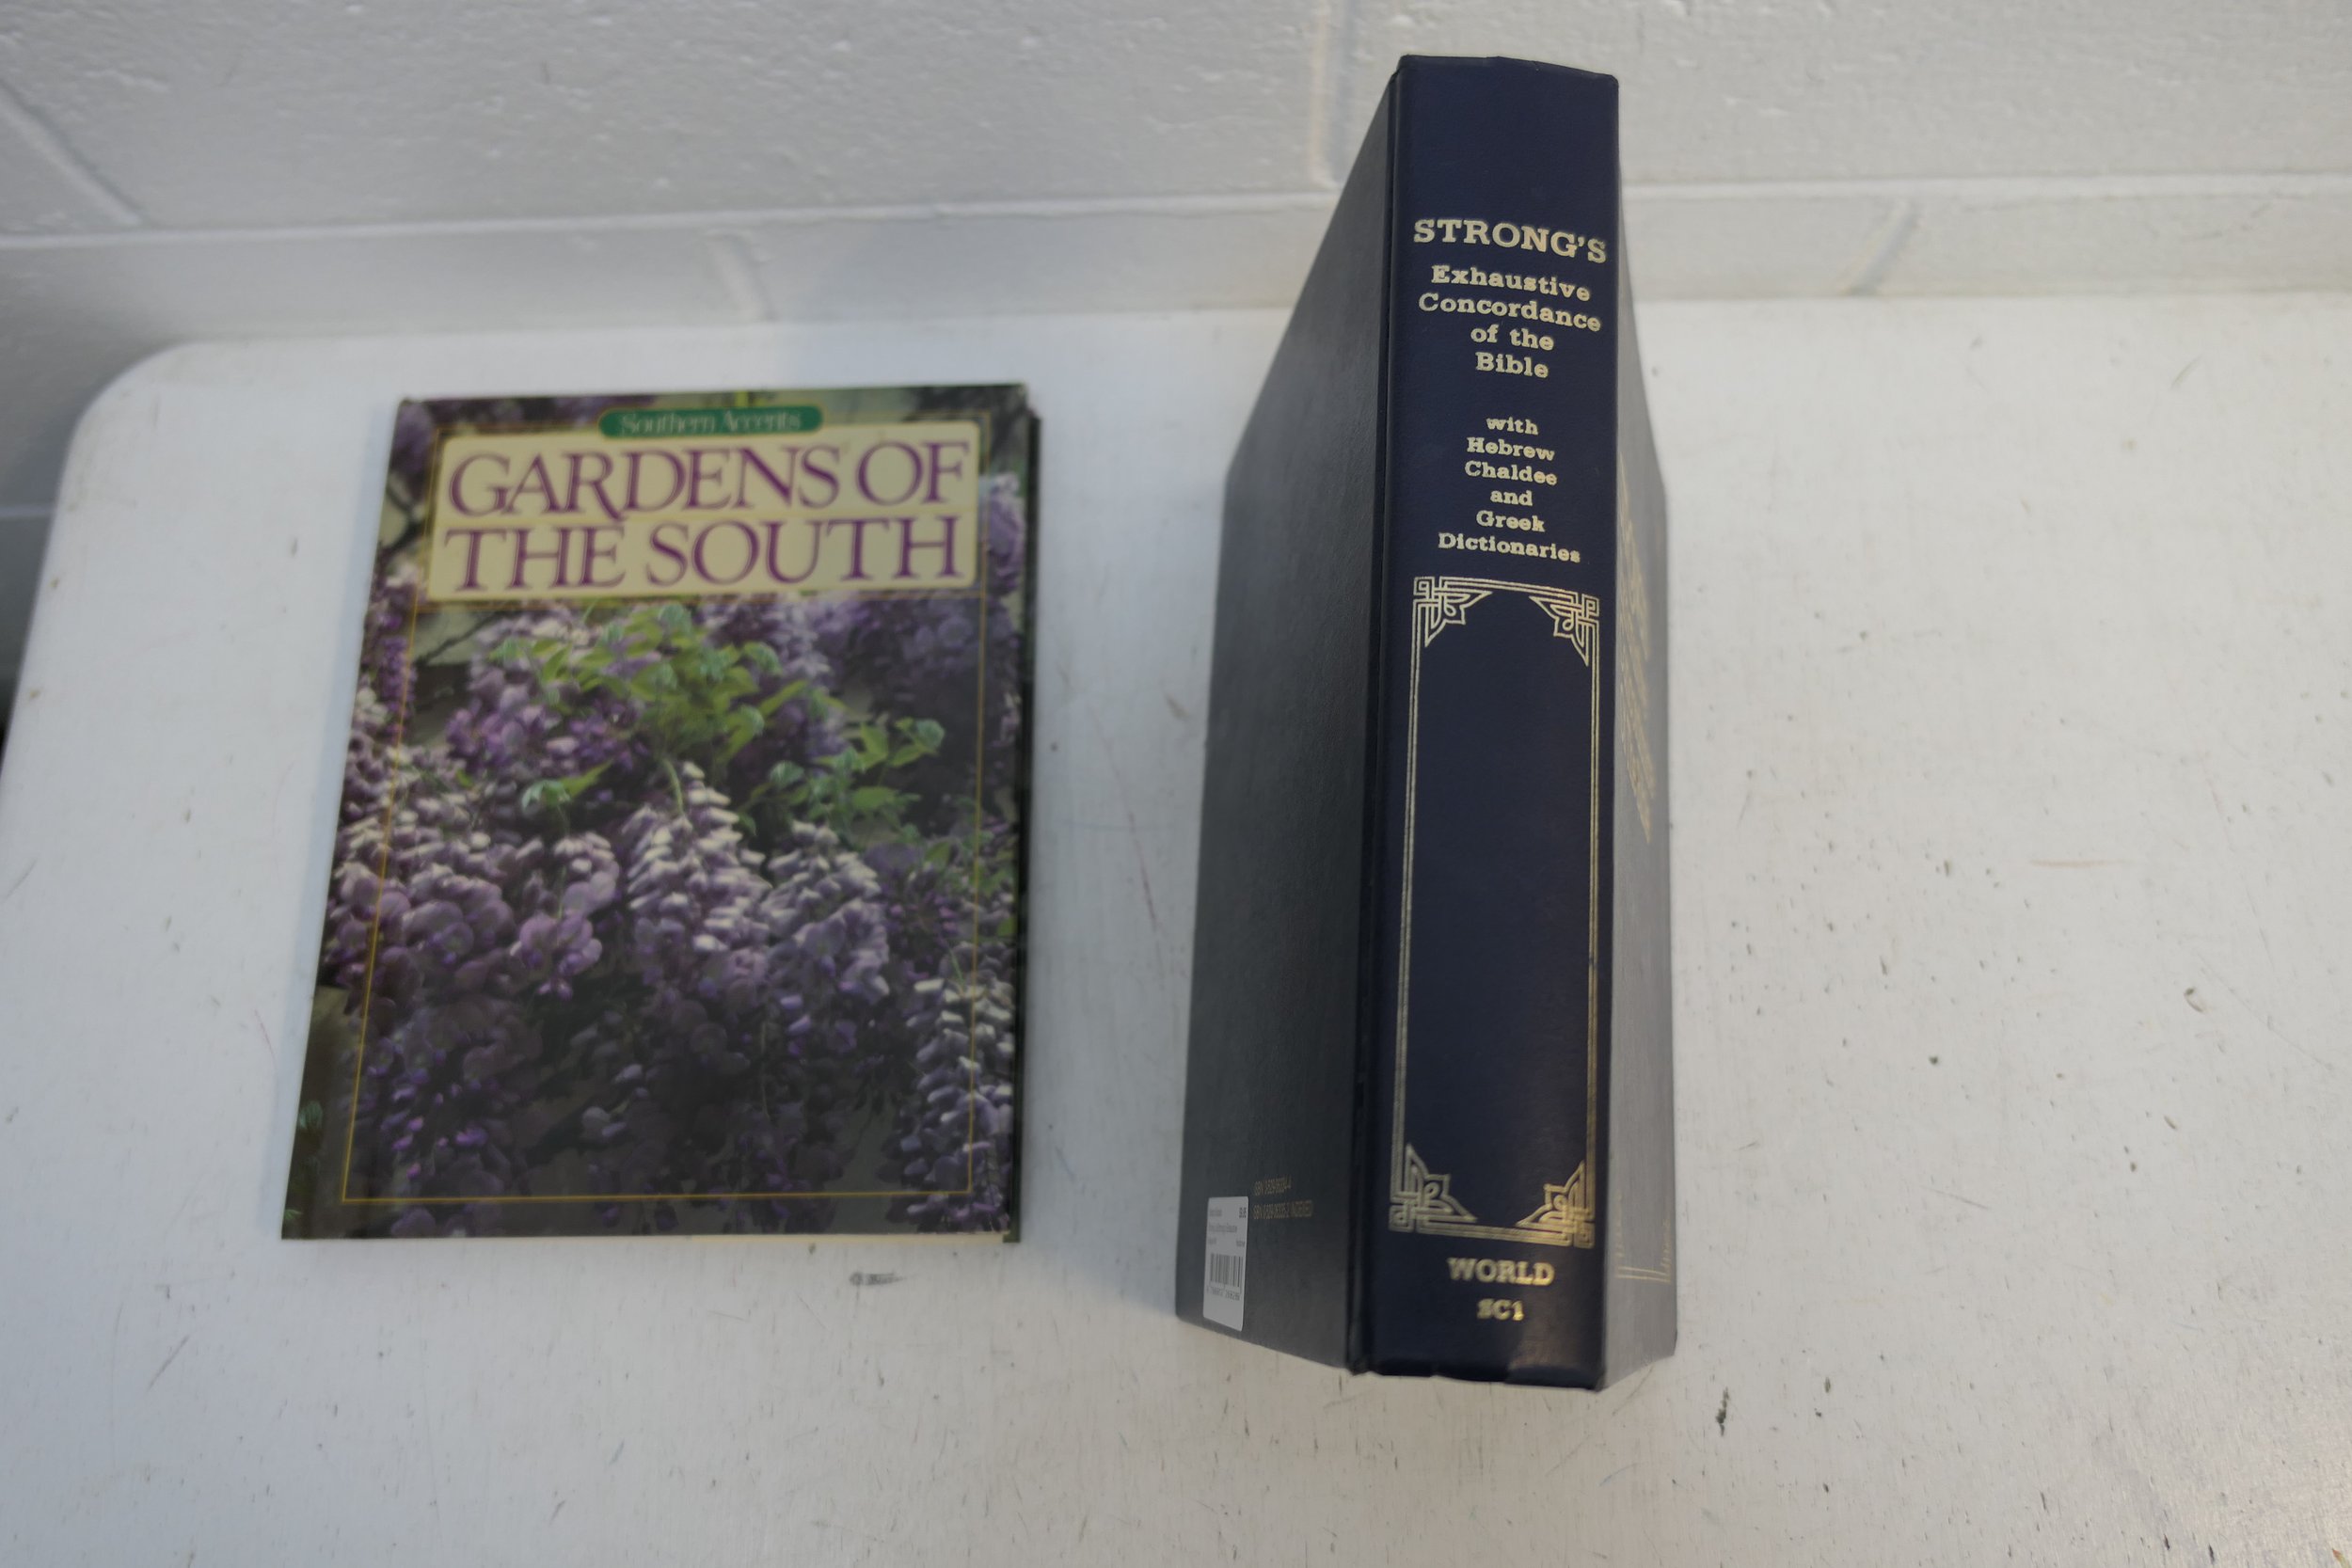 Southern Accents
GARDENS OF
THE SOUTH
STRONG'S
Exhaustive
Concordance
of the
Bible
with
Hebrew
Chaldee
and
Greek
Dictionaries
WORLD
SC1